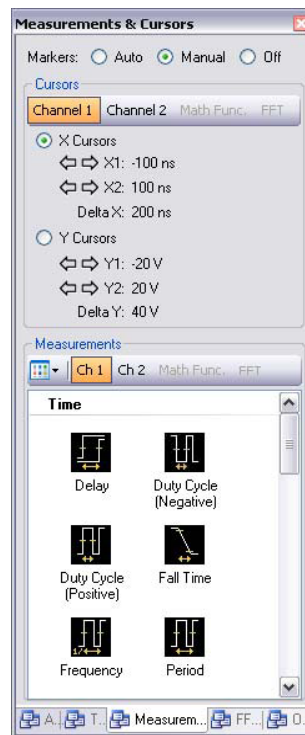 Measurements & Cursors
Markers: Auto Manual Off
Cursors
Channel 1 Channel 2 Math Func. FFT
X Cursors
X1: -100 ns
X2: 100 ns
Delta X: 200 ns
Y Cursors
Y1: -20 V
Y2: 20 V
Delta Y: 40 V
Measurements
Ch 1 Ch 2 Math Func. FFT
Time
Delay
Duty Cycle
(Negative)
Duty Cycle
(Positive)
Fall Time
Frequency
Period
A.. T.. Measurem... FF... O..